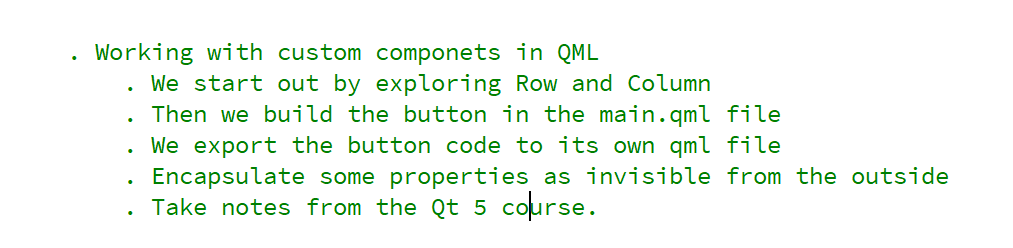 . Working with custom componets in QML
. We start out by exploring Row and Column
. Then we build the button in the main.qml file
. We export the button code to its own qml file
. Encapsulate some properties as invisible from the outside
. Take notes from the Qt 5 course.